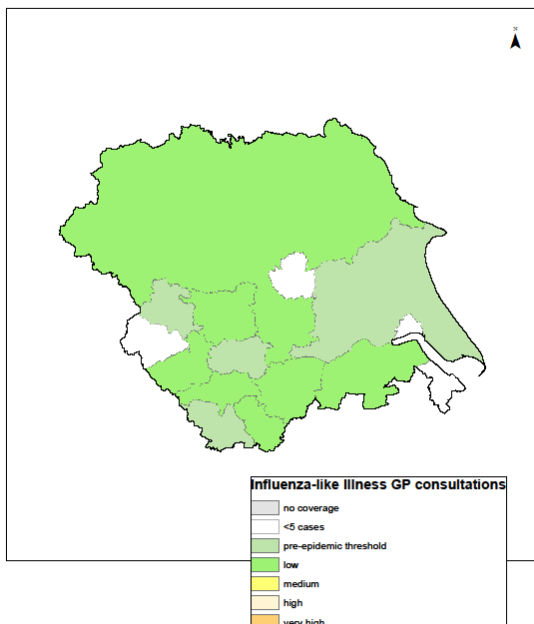 N
Influenza-like Illness GP consultations
no coverage
<5 cases
pre-epidemic threshold
low
medium
high
very high